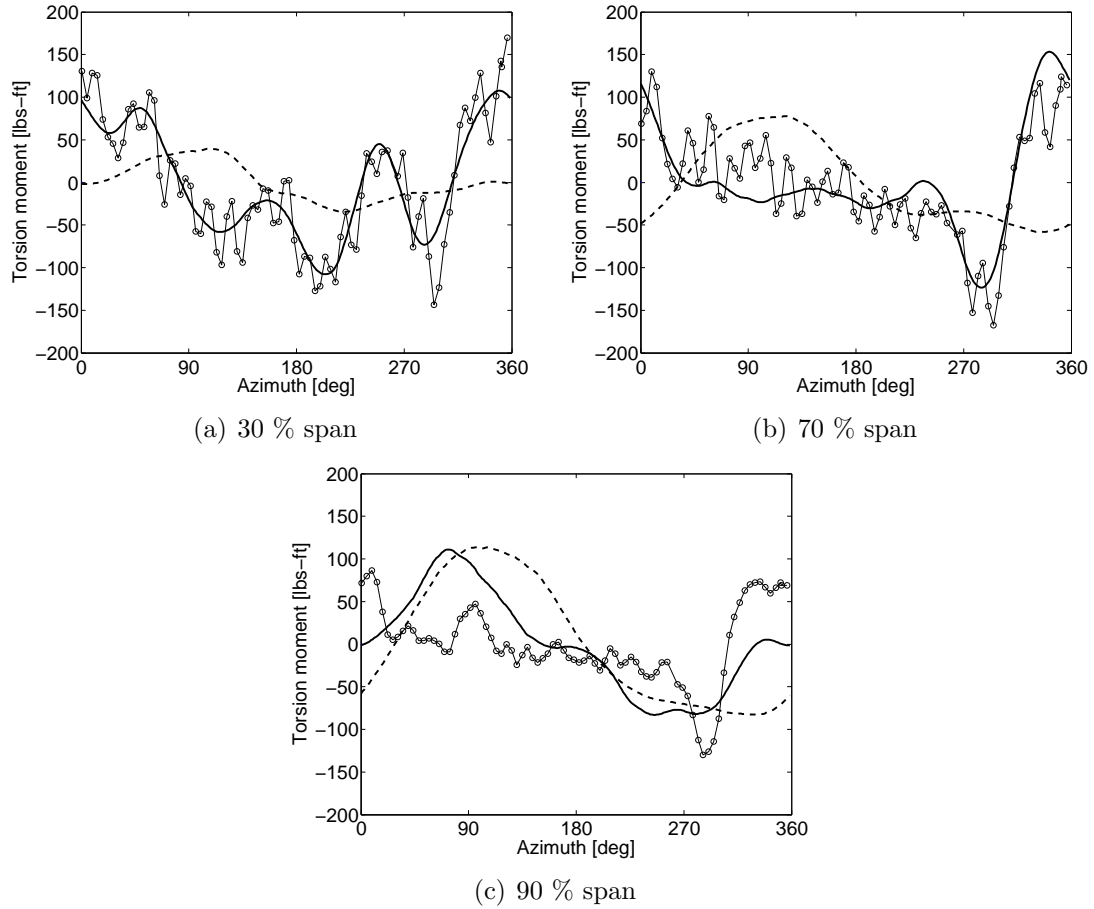 200
150
100
50
0
−50
−100
−150
−200
Torsion moment [lbs−ft]
0 90 180 270 360
Azimuth [deg]
(a) 30 % span
200
150
100
50
0
−50
−100
−150
−200
Torsion moment [lbs−ft]
0 90 180 270 360
Azimuth [deg]
(b) 70 % span
200
150
100
50
0
−50
−100
−150
−200
Torsion moment [lbs−ft]
0 90 180 270 360
Azimuth [deg]
(c) 90 % span